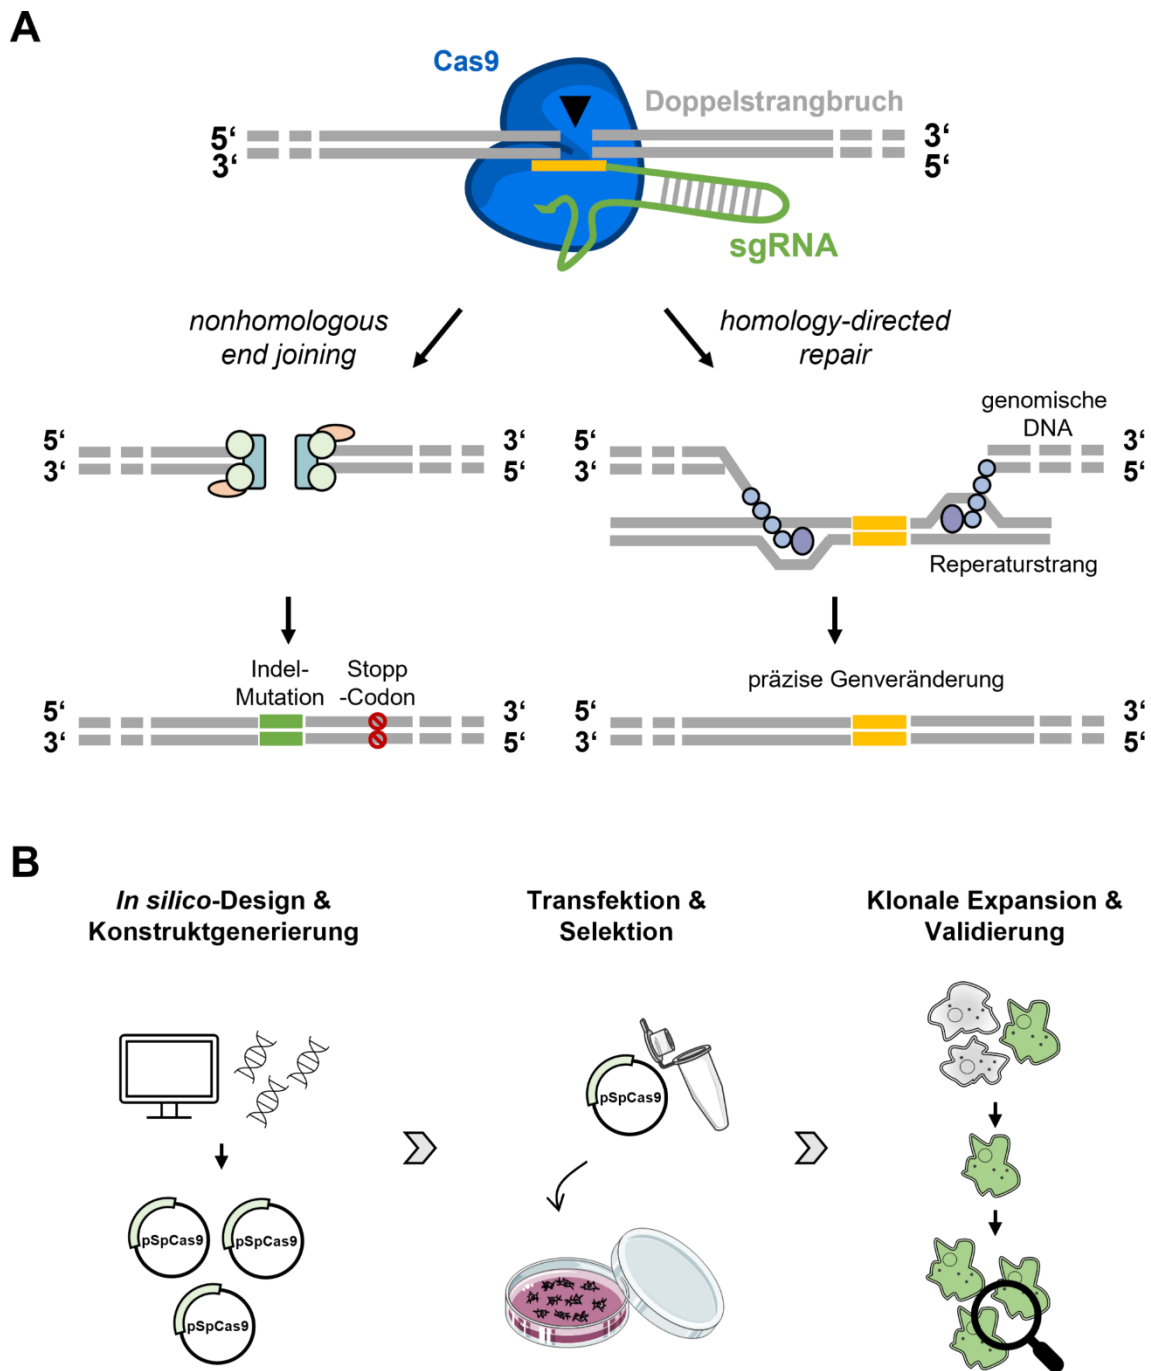 A
Cas9
Doppelstrangbruch
5‘
3‘
3‘
5‘
sgRNA
nonhomologous
end joining
homology-directed
repair
genomische
DNA
5‘
3‘
3‘
5‘
5‘
3‘
3‘
5‘
Reperaturstrang
Indel-
Mutation
Stopp
-Codon
präzise Genveränderung
5‘
3‘
3‘
5‘
5‘
3‘
3‘
5‘
B
In silico-Design &
Konstruktgenerierung
Transfektion &
Selektion
Klonale Expansion &
Validierung
pSpCas9
pSpCas9
pSpCas9
pSpCas9